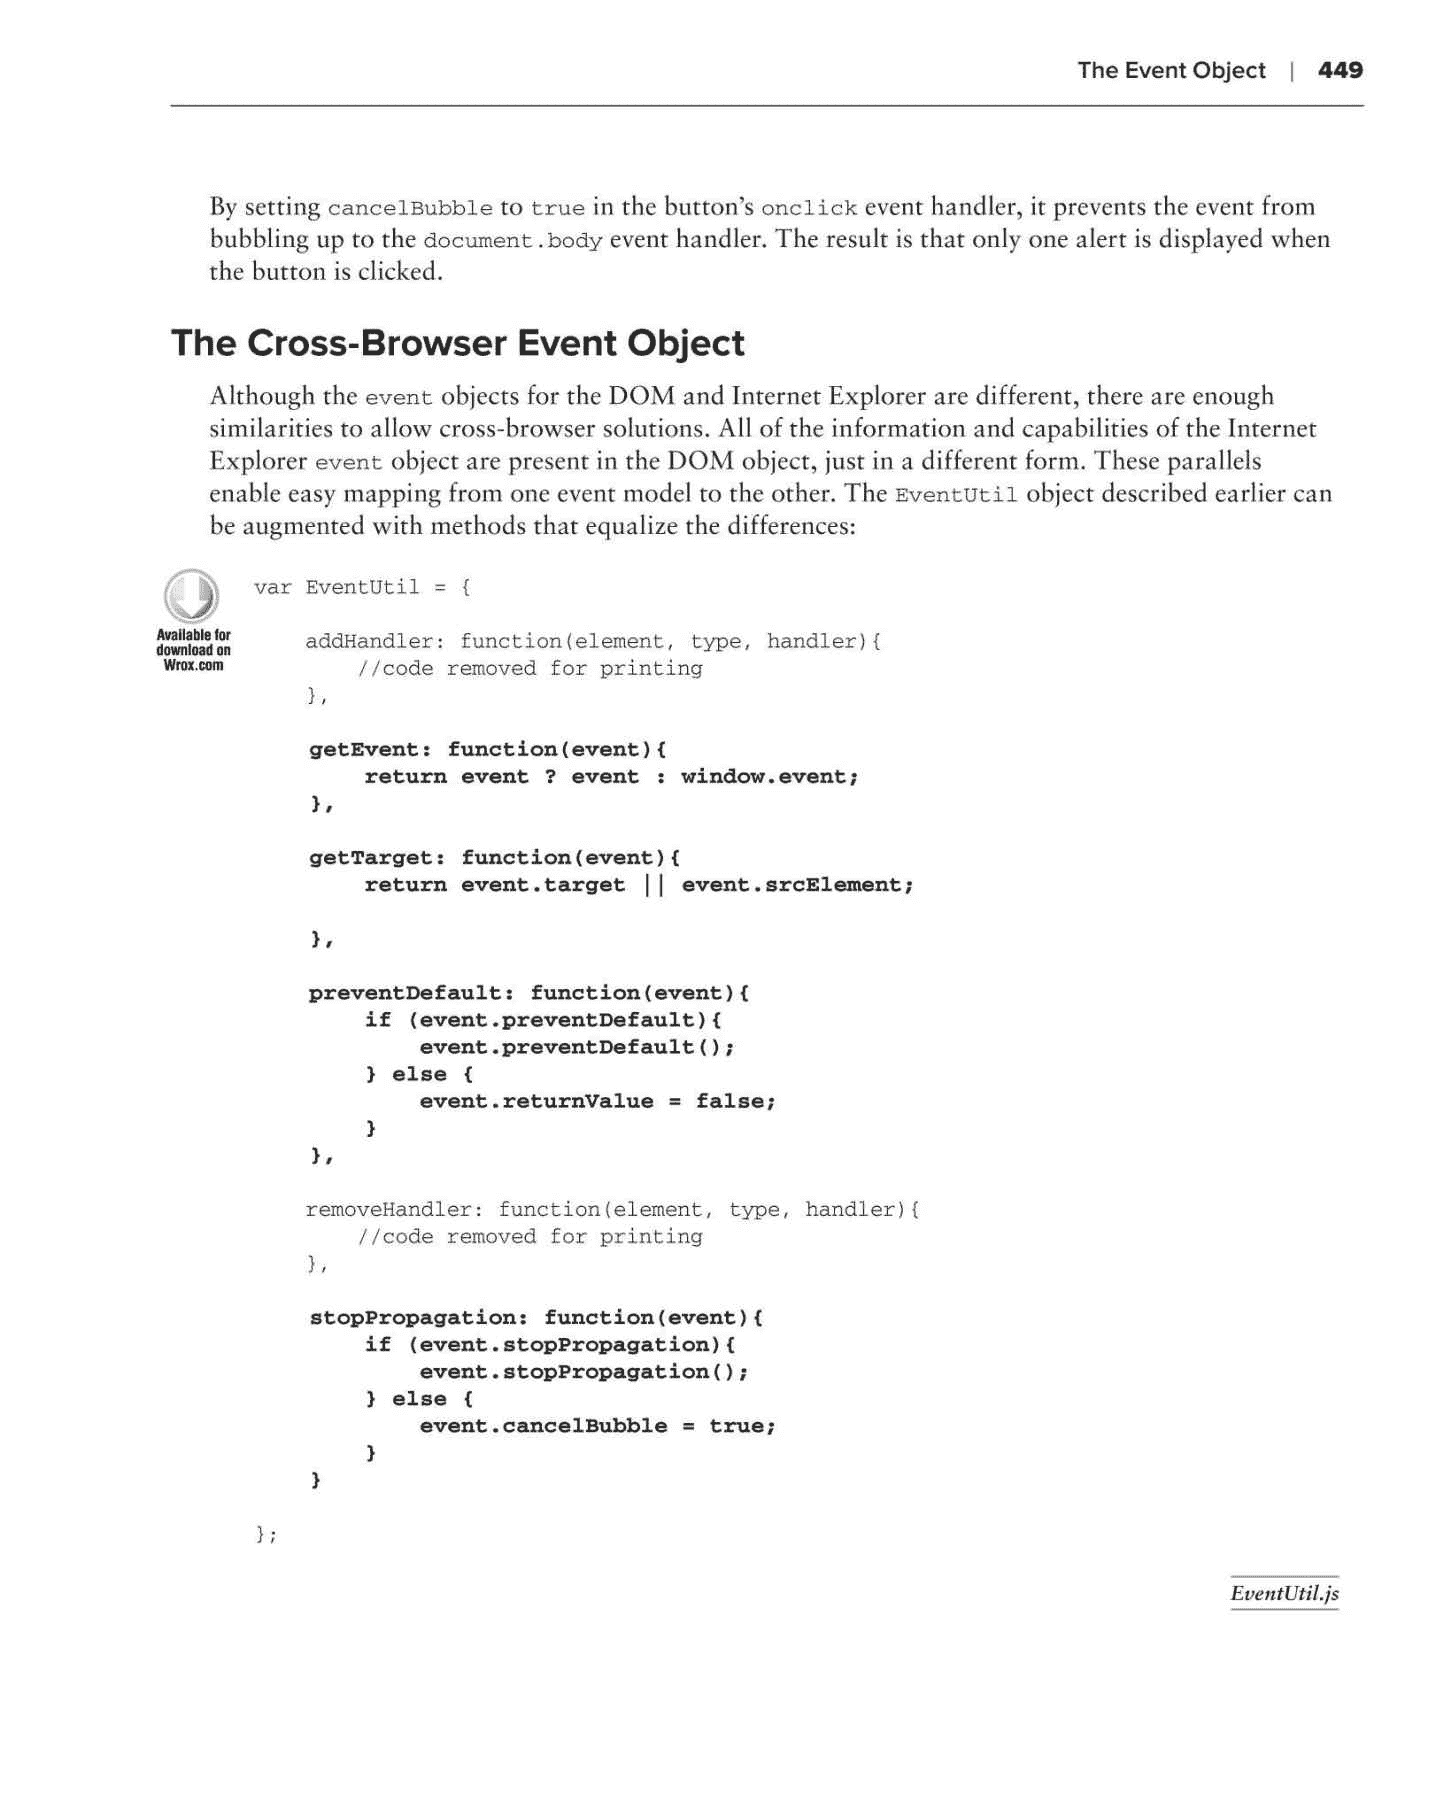 The Event Object | 449
By setting cancelBubble to true in the button’s onclick event handler, it prevents the event from
bubbling up to the document.body event handler. The result is that only one alert is displayed when
the button is clicked.
The Cross-Browser Event Object
Although the event objects for the DOM and Internet Explorer are different, there are enough
similarities to allow cross-browser solutions. All of the information and capabilities of the Internet
Explorer event object are present in the DOM object, just in a different form. These parallels
enable easy mapping from one event model to the other. The EventUtil object described earlier can
be augmented with methods that equalize the differences:
Available for
download on
Wrox.com
var EventUtil = {
    addHandler: function(element, type, handler){
        //code removed for printing
    },
    getEvent: function(event){
        return event ? event : window.event;
    },
    getTarget: function(event){
        return event.target || event.srcElement;
    },
    preventDefault: function(event){
        if (event.preventDefault){
            event.preventDefault();
        } else {
            event.returnValue = false;
        }
    },
    removeHandler: function(element, type, handler){
        //code removed for printing
    },
    stopPropagation: function(event){
        if (event.stopPropagation){
            event.stopPropagation();
        } else {
            event.cancelBubble = true;
        }
    }
};
EventUtil.js